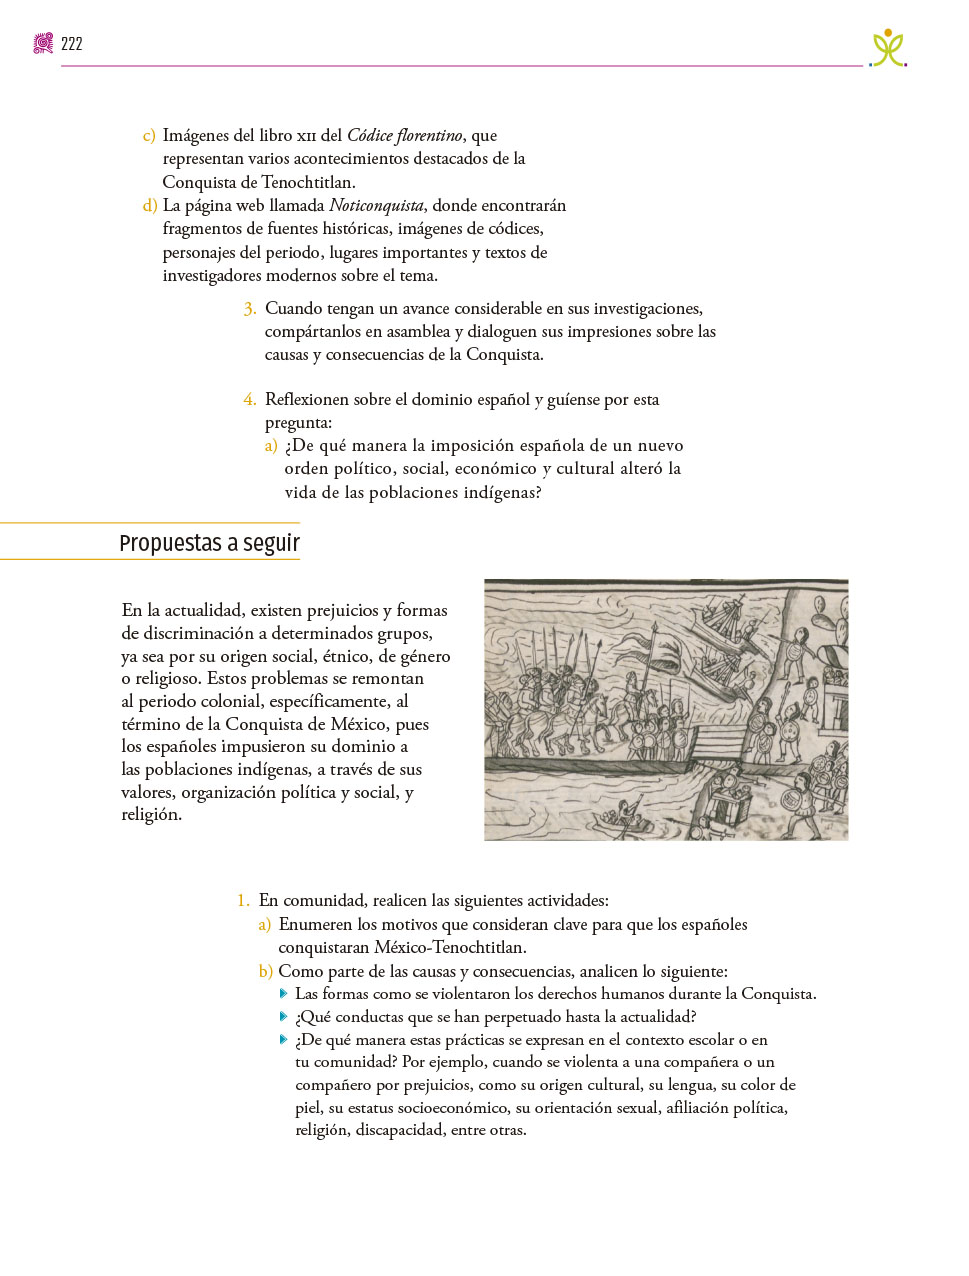 222
c) Imágenes del libro XII del Códice florentino, que
representan varios acontecimientos destacados de la
Conquista de Tenochtitlan.
d) La página web llamada Noticonquista, donde encontrarán
fragmentos de fuentes históricas, imágenes de códices,
personajes del periodo, lugares importantes y textos de
investigadores modernos sobre el tema.
3. Cuando tengan un avance considerable en sus investigaciones,
compártanlos en asamblea y dialoguen sus impresiones sobre las
causas y consecuencias de la Conquista.
4. Reflexionen sobre el dominio español y guíense por esta
pregunta:
a) ¿De qué manera la imposición española de un nuevo
orden político, social, económico y cultural alteró la
vida de las poblaciones indígenas?
Propuestas a seguir
En la actualidad, existen prejuicios y formas
de discriminación a determinados grupos,
ya sea por su origen social, étnico, de género
o religioso. Estos problemas se remontan
al periodo colonial, específicamente, al
término de la Conquista de México, pues
los españoles impusieron su dominio a
las poblaciones indígenas, a través de sus
valores, organización política y social, y
religión.
1. En comunidad, realicen las siguientes actividades:
a) Enumeren los motivos que consideran clave para que los españoles
conquistaran México-Tenochtitlan.
b) Como parte de las causas y consecuencias, analicen lo siguiente:
Las formas como se violentaron los derechos humanos durante la Conquista.
¿Qué conductas que se han perpetuado hasta la actualidad?
¿De qué manera estas prácticas se expresan en el contexto escolar o en
tu comunidad? Por ejemplo, cuando se violenta a una compañera o un
compañero por prejuicios, como su origen cultural, su lengua, su color de
piel, su estatus socioeconómico, su orientación sexual, afiliación política,
religión, discapacidad, entre otras.